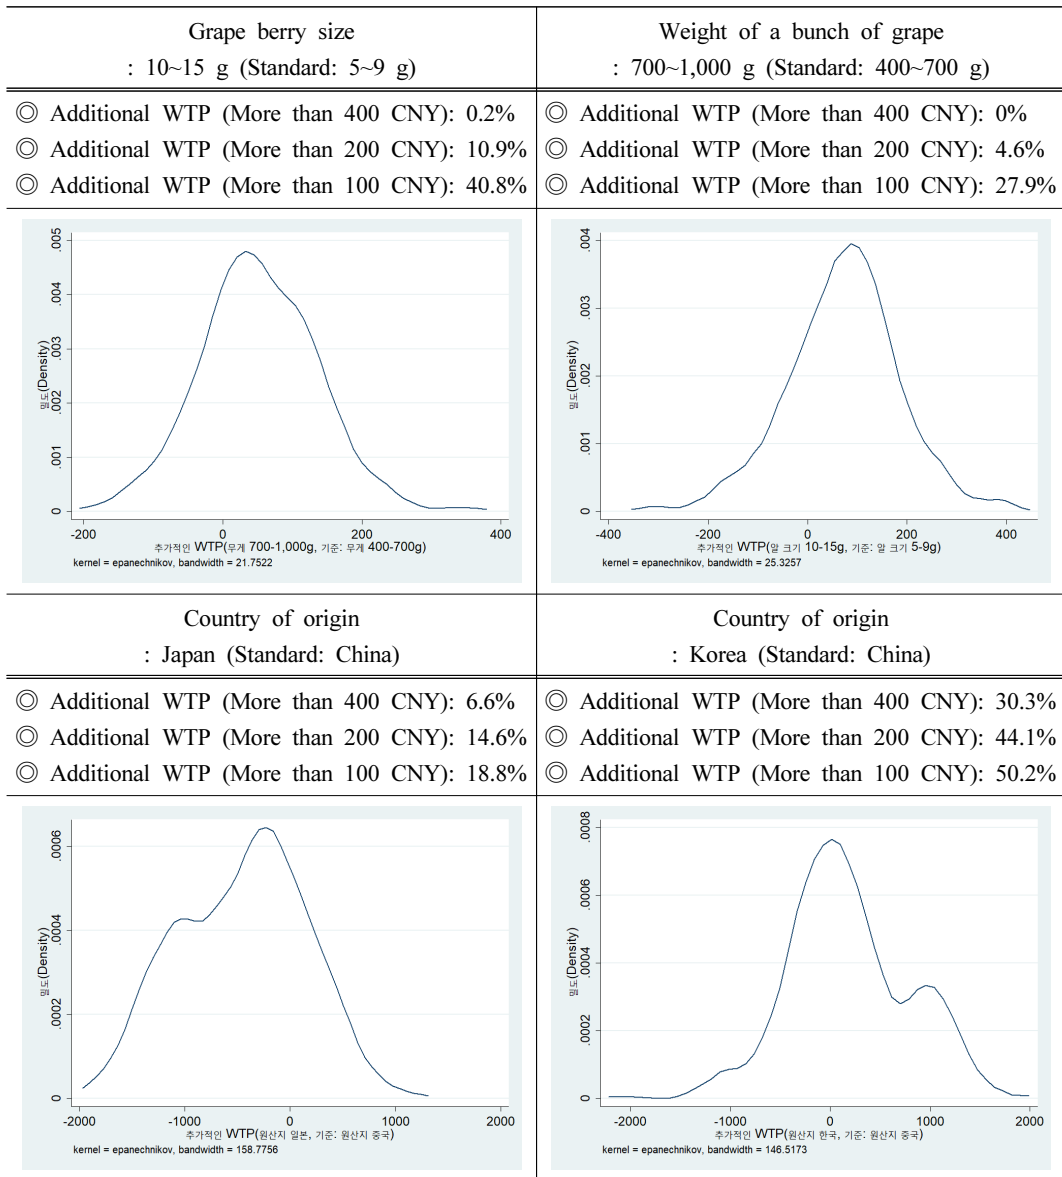 Grape berry size
: 10~15 g (Standard: 5~9 g)
Weight of a bunch of grape
: 700~1,000 g (Standard: 400~700 g)
◎ Additional WTP (More than 400 CNY): 0.2%
◎ Additional WTP (More than 200 CNY): 10.9%
◎ Additional WTP (More than 100 CNY): 40.8%
◎ Additional WTP (More than 400 CNY): 0%
◎ Additional WTP (More than 200 CNY): 4.6%
◎ Additional WTP (More than 100 CNY): 27.9%
.005
.004
.003
.002
.001
0
밀도(Density)
-200 0 200 400
추가적인 WTP(무게 700-1,000g, 기준: 무게 400-700g)
kernel = epanechnikov, bandwidth = 21.7522
.004
.003
.002
.001
0
밀도(Density)
-400 -200 0 200 400
추가적인 WTP(알 크기 10-15g, 기준: 알 크기 5-9g)
kernel = epanechnikov, bandwidth = 25.3257
Country of origin
: Japan (Standard: China)
Country of origin
: Korea (Standard: China)
◎ Additional WTP (More than 400 CNY): 6.6%
◎ Additional WTP (More than 200 CNY): 14.6%
◎ Additional WTP (More than 100 CNY): 18.8%
◎ Additional WTP (More than 400 CNY): 30.3%
◎ Additional WTP (More than 200 CNY): 44.1%
◎ Additional WTP (More than 100 CNY): 50.2%
.0006
.0004
.0002
0
밀도(Density)
-2000 -1000 0 1000 2000
추가적인 WTP(원산지 일본, 기준: 원산지 중국)
kernel = epanechnikov, bandwidth = 158.7756
.0008
.0006
.0004
.0002
0
밀도(Density)
-2000 -1000 0 1000 2000
추가적인 WTP(원산지 한국, 기준: 원산지 중국)
kernel = epanechnikov, bandwidth = 146.5173